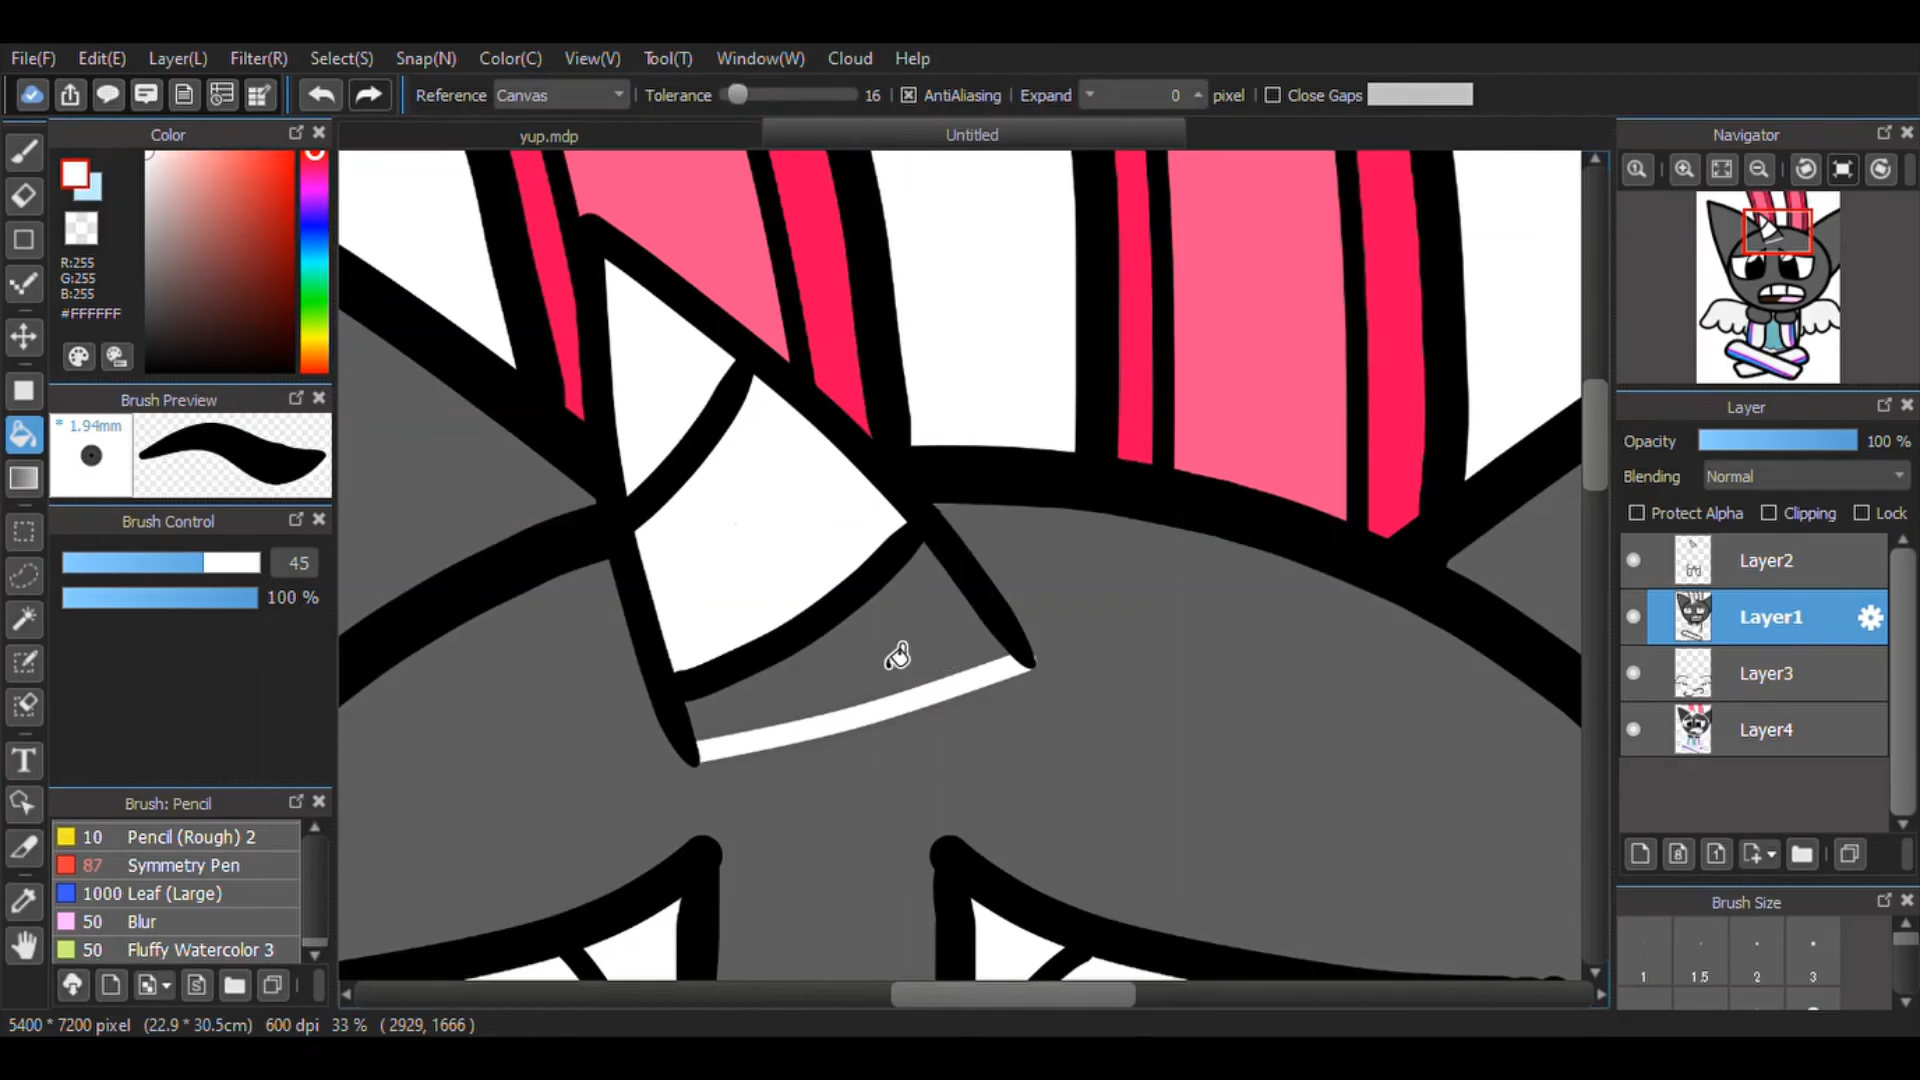 File(F) Edit(E) Layer(L) Filter(R) Select(S) Snap(N) Color(C) View(V) Tool(T) Window(W) Cloud Help
Reference Canvas Tolerance 16 AntiAliasing Expand 0 pixel Close Gaps
Color
yup.mdp
Untitled
Navigator
R:255
G:255
B:255
#FFFFFF
Brush Preview
* 1.94mm
Brush Control
45
100 %
Brush: Pencil
10 Pencil (Rough) 2
87 Symmetry Pen
1000 Leaf (Large)
50 Blur
50 Fluffy Watercolor 3
Layer
Opacity 100 %
Blending Normal
Protect Alpha Clipping Lock
Layer2
Layer1
Layer3
Layer4
Brush Size
1 1.5 2 3
5400 * 7200 pixel (22.9 * 30.5cm) 600 dpi 33 % ( 2929, 1666 )